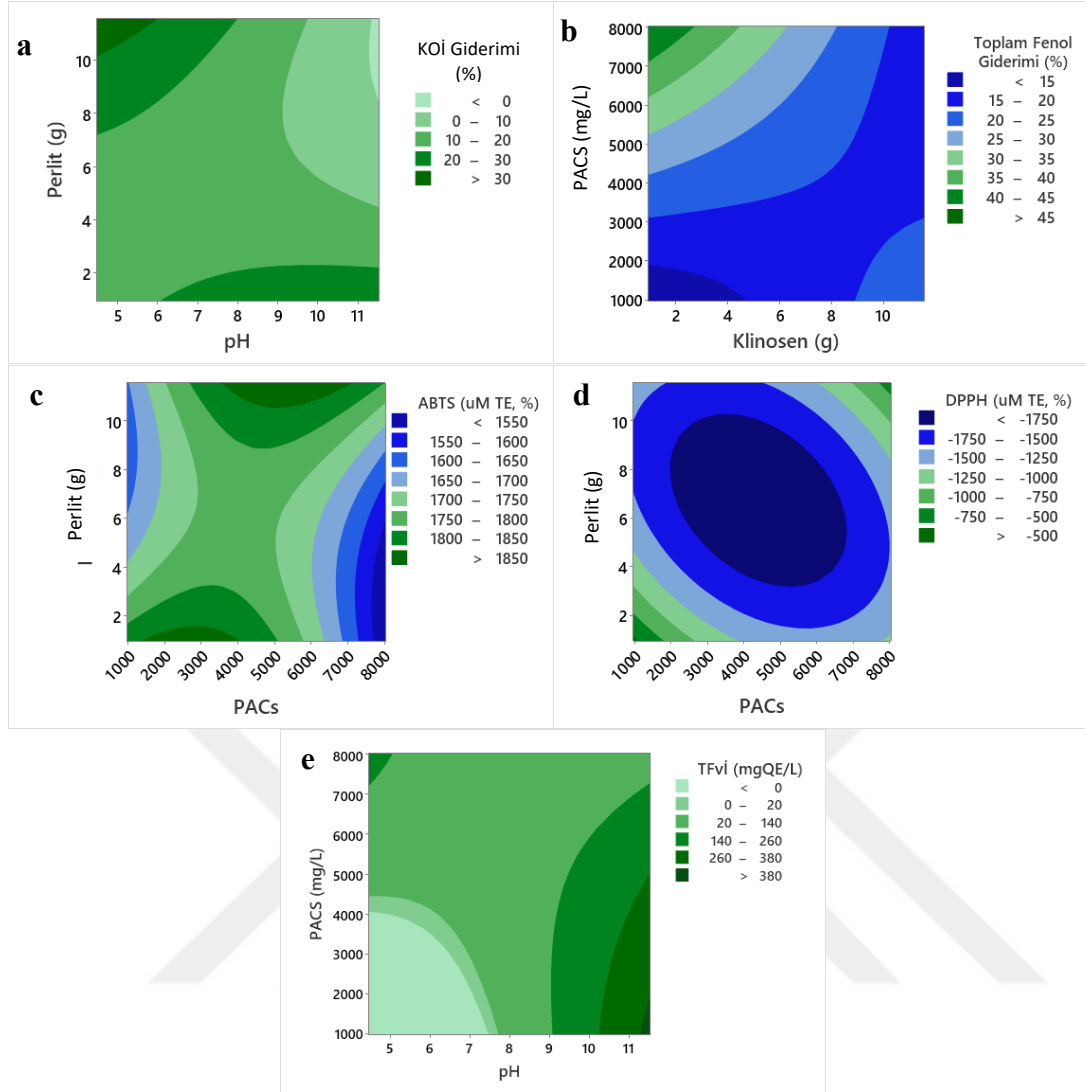 a
KOİ Giderimi
(%)
< 0
0 – 10
10 – 20
20 – 30
> 30
Perlit (g)
10
8
6
4
2
5 6 7 8 9 10 11
pH
b
Toplam Fenol
Giderimi (%)
< 15
15 – 20
20 – 25
25 – 30
30 – 35
35 – 40
40 – 45
> 45
PACS (mg/L)
8000
7000
6000
5000
4000
3000
2000
1000
2 4 6 8 10
Klinosen (g)
c
ABTS (uM TE, %)
< 1550
1550 – 1600
1600 – 1650
1650 – 1700
1700 – 1750
1750 – 1800
1800 – 1850
> 1850
l Perlit (g)
10
8
6
4
2
1000 2000 3000 4000 5000 6000 7000 8000
PACs
d
DPPH (uM TE, %)
< -1750
-1750 – -1500
-1500 – -1250
-1250 – -1000
-1000 – -750
-750 – -500
> -500
Perlit (g)
10
8
6
4
2
1000 2000 3000 4000 5000 6000 7000 8000
PACs
e
TFvİ (mgQE/L)
< 0
0 – 20
20 – 140
140 – 260
260 – 380
> 380
PACS (mg/L)
8000
7000
6000
5000
4000
3000
2000
1000
5 6 7 8 9 10 11
pH